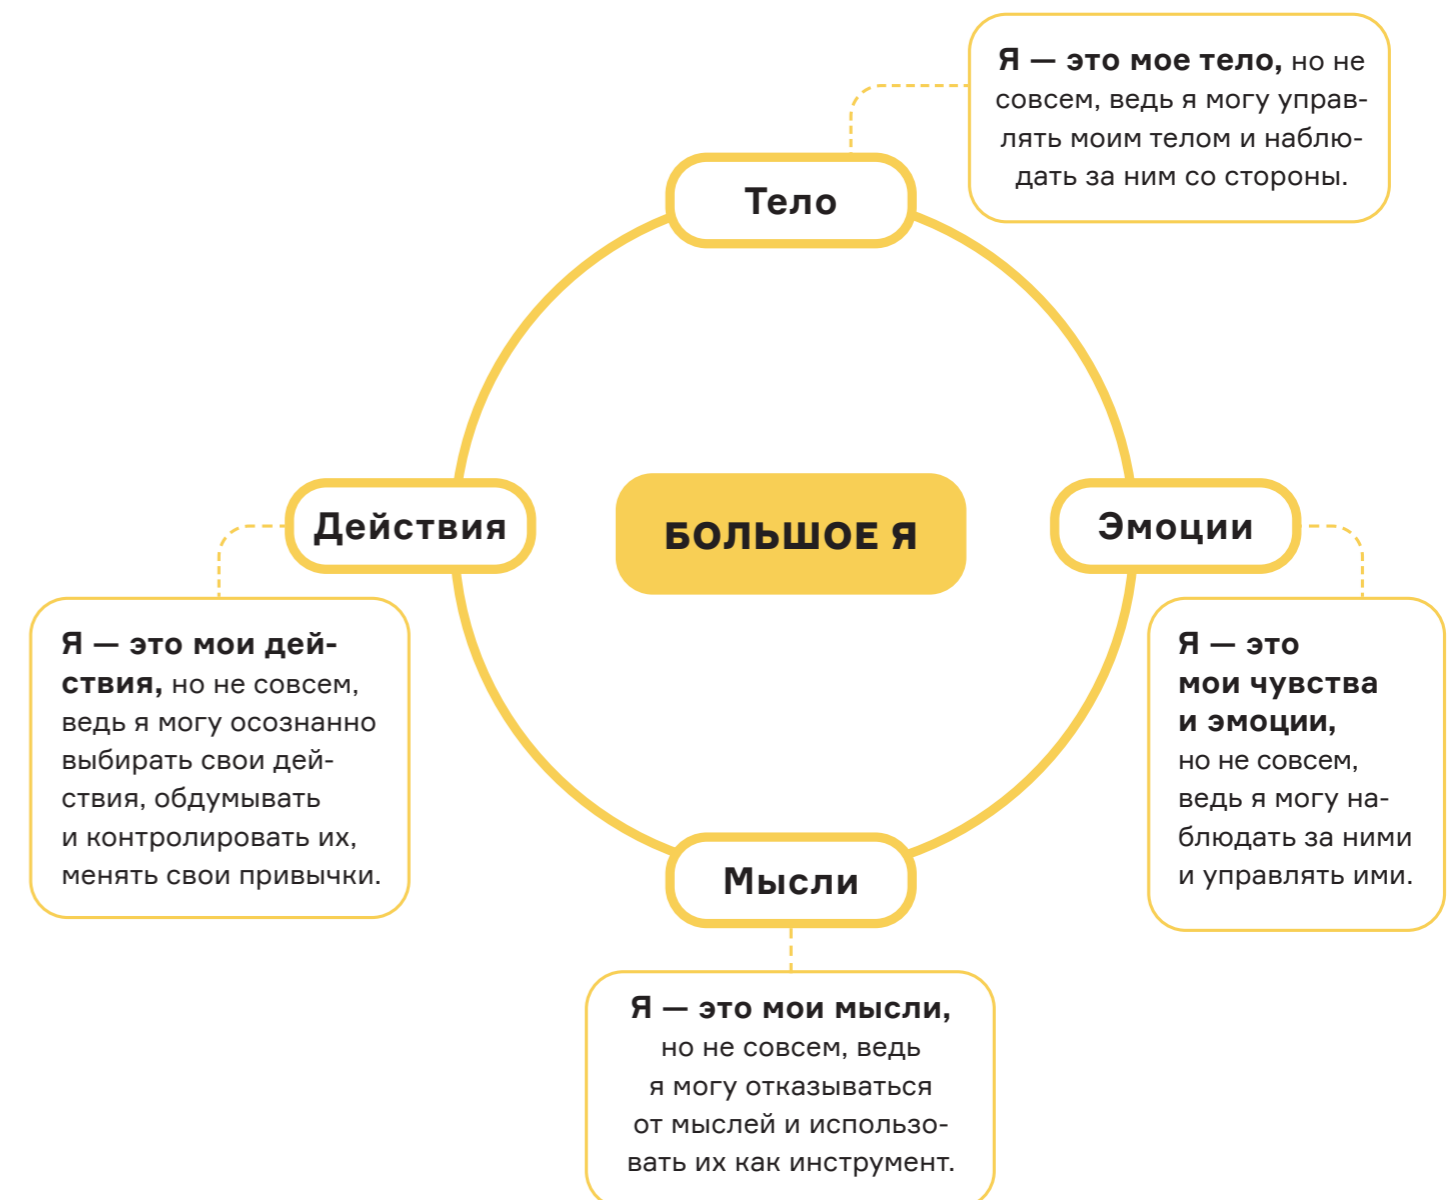 Я — это мое тело, но не
совсем, ведь я могу управ-
лять моим телом и наблю-
дать за ним со стороны.
Тело
Действия
БОЛЬШОЕ Я
Эмоции
Я — это мои дей-
ствия, но не совсем,
ведь я могу осознанно
выбирать свои дей-
ствия, обдумывать
и контролировать их,
менять свои привычки.
Я — это
мои чувства
и эмоции,
но не совсем,
ведь я могу на-
блюдать за ними
и управлять ими.
Мысли
Я — это мои мысли,
но не совсем, ведь
я могу отказываться
от мыслей и использо-
вать их как инструмент.